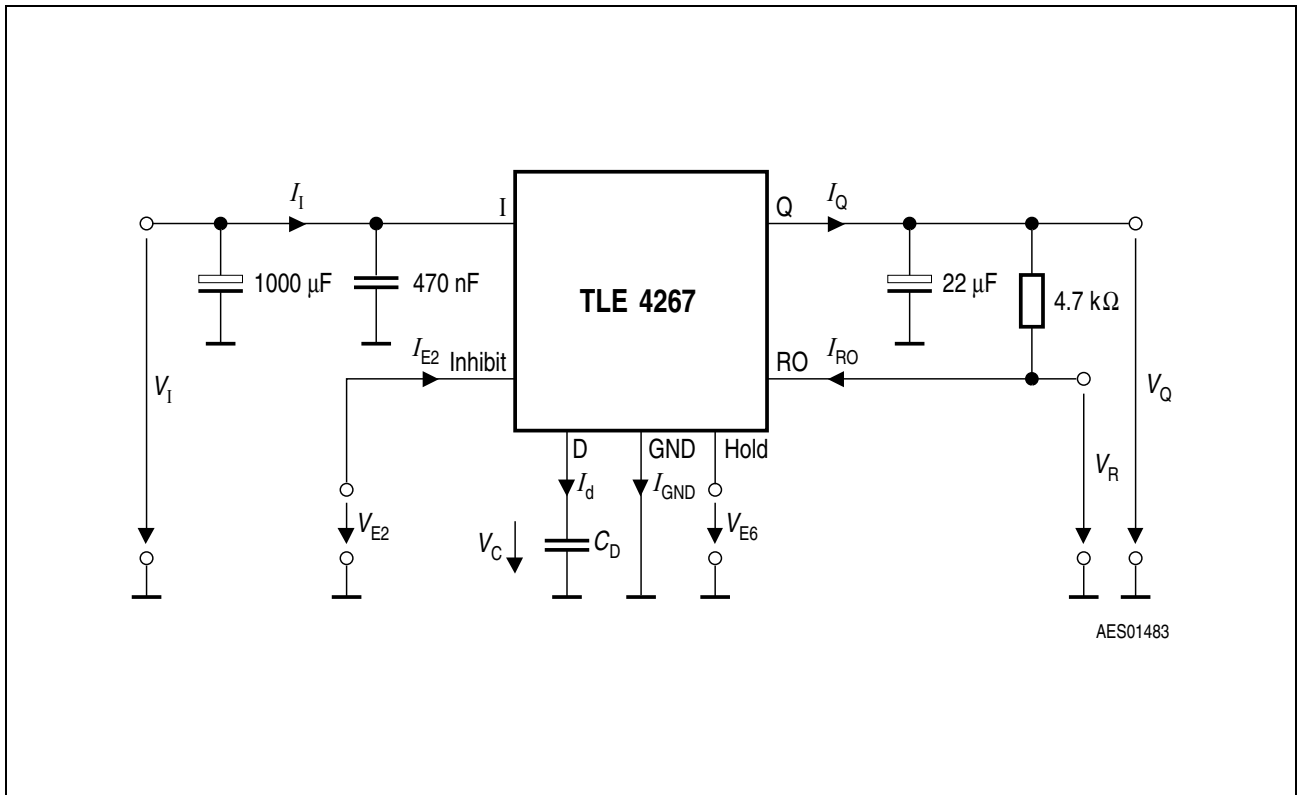 I_I
I
Q
I_Q
1000 µF
470 nF
TLE 4267
22 µF
4.7 kΩ
I_E2
Inhibit
RO
I_RO
V_I
V_Q
D
GND
Hold
V_R
I_d
I_GND
V_E2
V_C
C_D
V_E6
AES01483